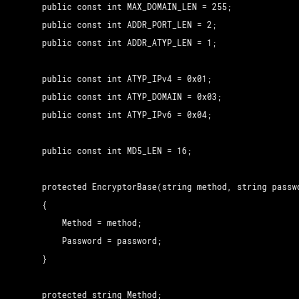 public const int MAX_DOMAIN_LEN = 255;
public const int ADDR_PORT_LEN = 2;
public const int ADDR_ATYP_LEN = 1;
public const int ATYP_IPv4 = 0x01;
public const int ATYP_DOMAIN = 0x03;
public const int ATYP_IPv6 = 0x04;
public const int MD5_LEN = 16;
protected EncryptorBase(string method, string passwo
{
Method = method;
Password = password;
}
protected string Method;